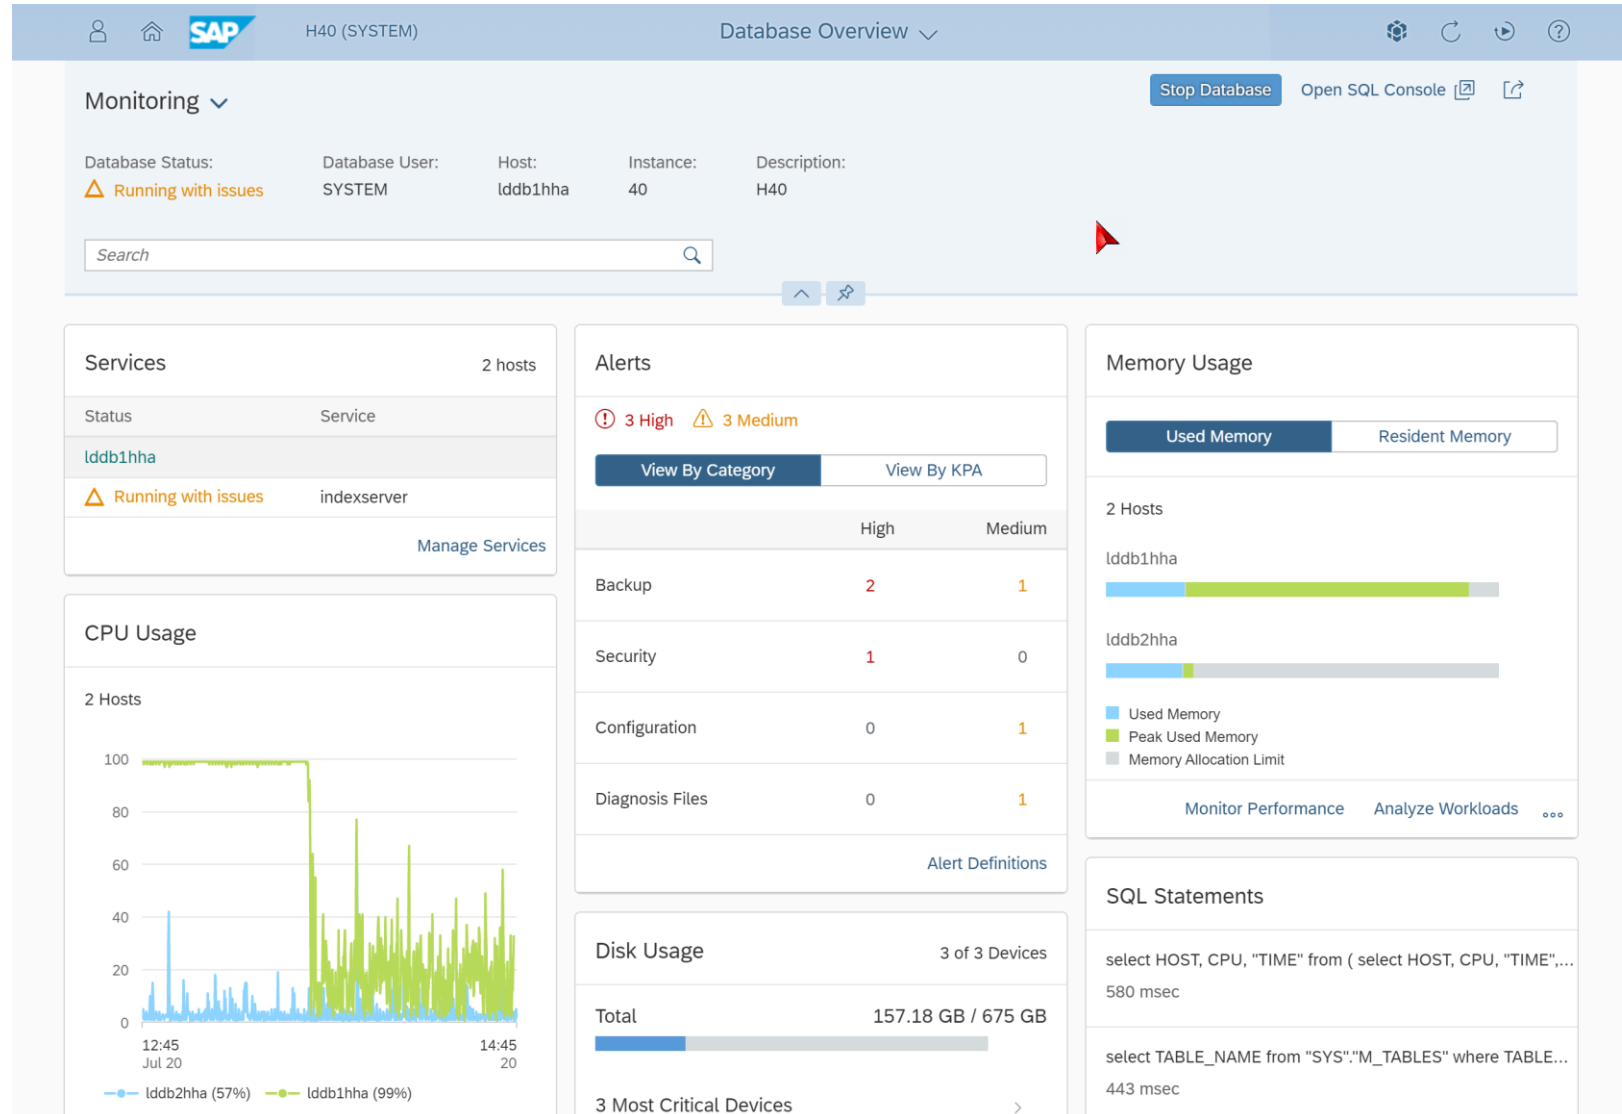 SAP H40 (SYSTEM) Database Overview
Monitoring Stop Database Open SQL Console
Database Status: Database User: Host: Instance: Description:
Running with issues SYSTEM lddb1hha 40 H40
Search
Services 2 hosts
Status Service
lddb1hha
Running with issues indexserver
Manage Services
CPU Usage
2 Hosts
100
80
60
40
20
0
12:45 14:45
Jul 20 20
lddb2hha (57%) lddb1hha (99%)
Alerts
3 High 3 Medium
View By Category View By KPA
High Medium
Backup 2 1
Security 1 0
Configuration 0 1
Diagnosis Files 0 1
Alert Definitions
Disk Usage 3 of 3 Devices
Total 157.18 GB / 675 GB
3 Most Critical Devices
Memory Usage
Used Memory Resident Memory
2 Hosts
lddb1hha
lddb2hha
Used Memory
Peak Used Memory
Memory Allocation Limit
Monitor Performance Analyze Workloads
SQL Statements
select HOST, CPU, "TIME" from ( select HOST, CPU, "TIME",...
580 msec
select TABLE_NAME from "SYS"."M_TABLES" where TABLE...
443 msec